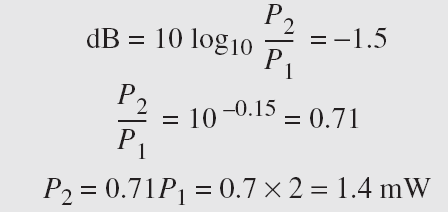 dB = 10 log₁₀ P₂/P₁ = −1.5
P₂/P₁ = 10⁻⁰·¹⁵ = 0.71
P₂ = 0.71P₁ = 0.7 × 2 = 1.4 mW